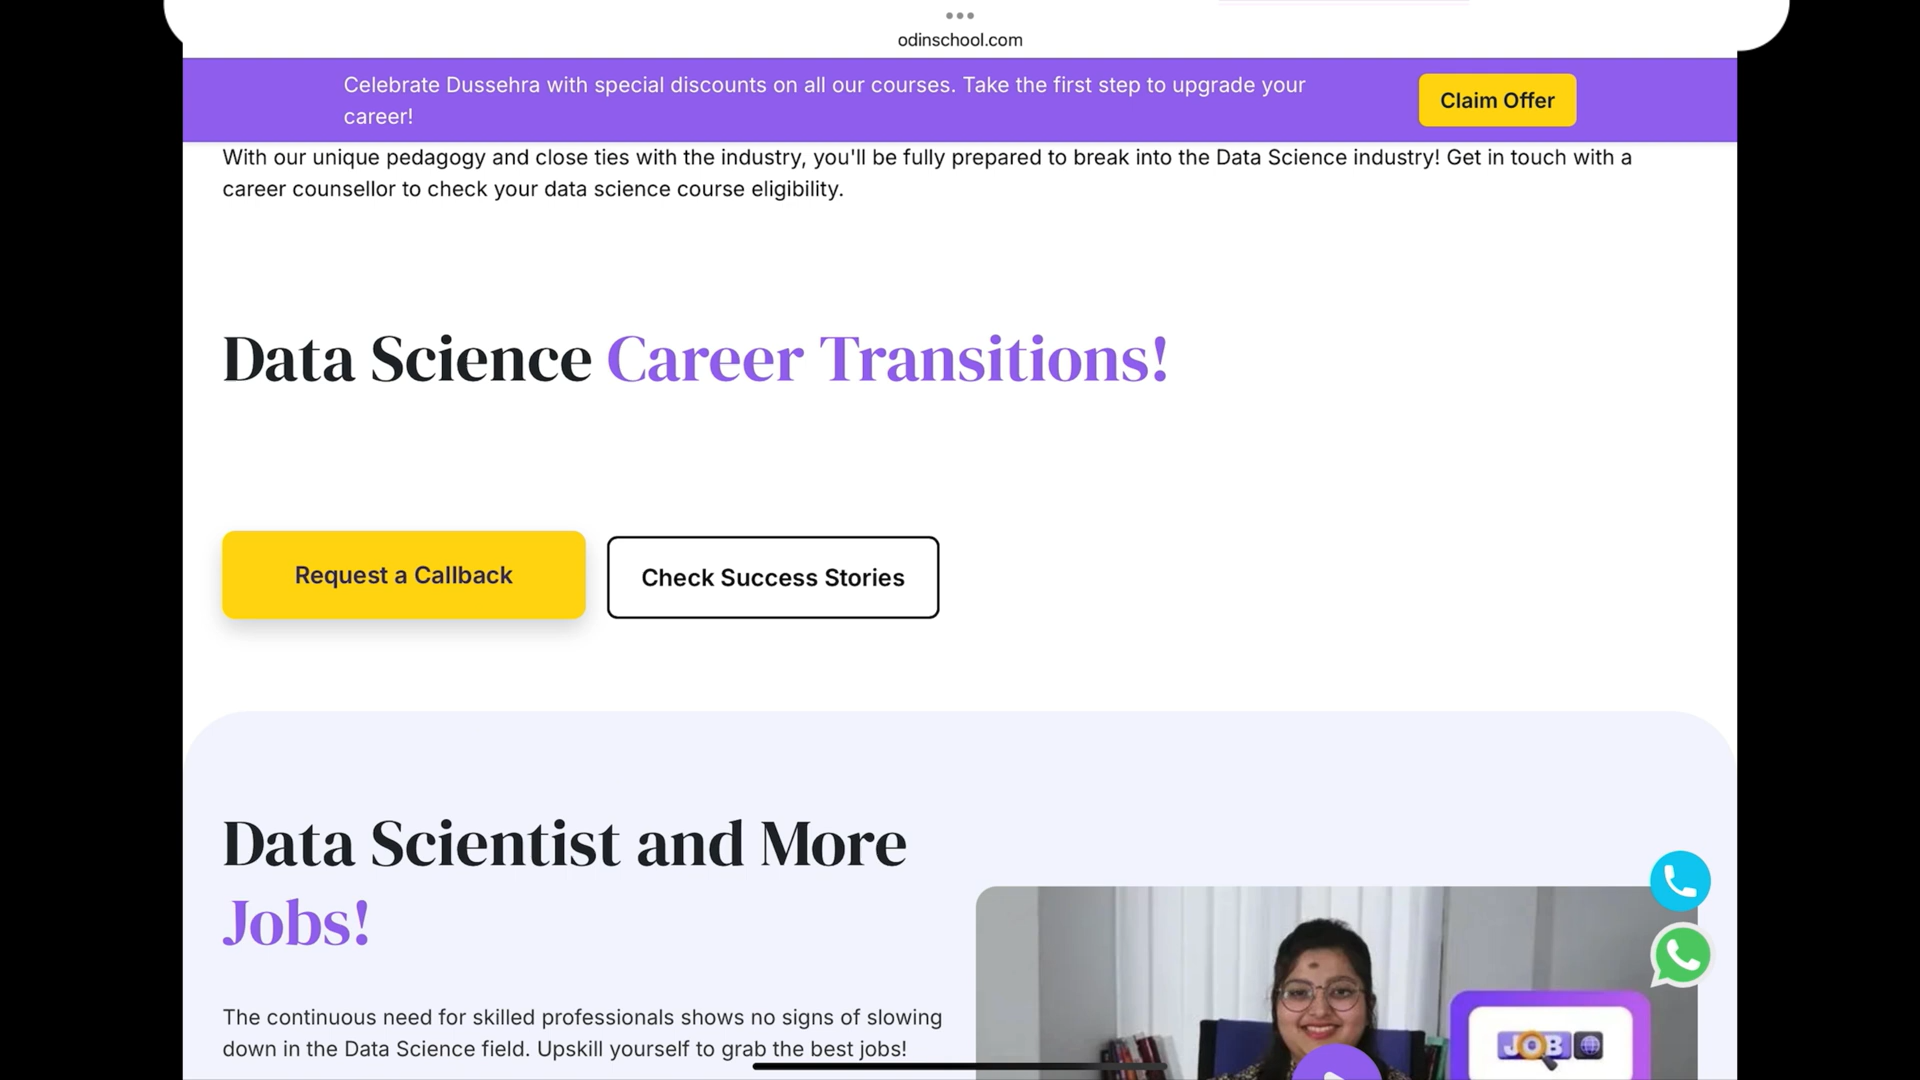 odinschool.com
Celebrate Dussehra with special discounts on all our courses. Take the first step to upgrade your
career!
Claim Offer
With our unique pedagogy and close ties with the industry, you'll be fully prepared to break into the Data Science industry! Get in touch with a
career counsellor to check your data science course eligibility.
Data Science Career Transitions!
Request a Callback
Check Success Stories
Data Scientist and More
Jobs!
The continuous need for skilled professionals shows no signs of slowing
down in the Data Science field. Upskill yourself to grab the best jobs!
JOB